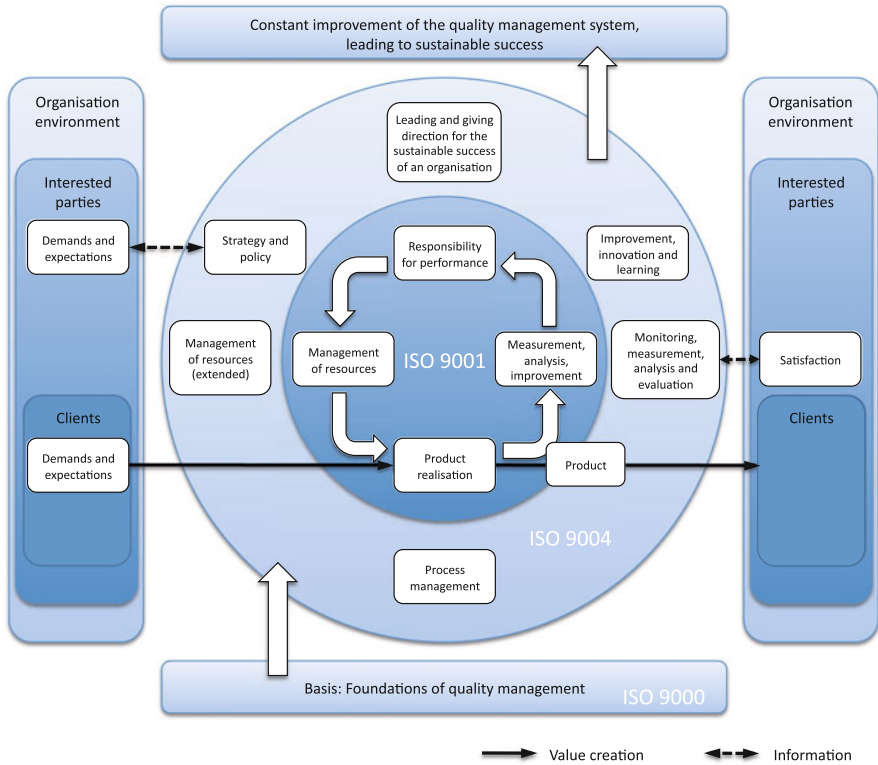 Constant improvement of the quality management system,
leading to sustainable success
Organisation
environment
Interested
parties
Demands and
expectations
Clients
Demands and
expectations
Leading and giving
direction for the
sustainable success
of an organisation
Strategy and
policy
Responsibility
for performance
Improvement,
innovation and
learning
Management
of resources
(extended)
Management
of resources
ISO 9001
Measurement,
analysis,
improvement
Monitoring,
measurement,
analysis and
evaluation
Product
realisation
Product
ISO 9004
Process
management
Organisation
environment
Interested
parties
Satisfaction
Clients
Basis: Foundations of quality management
ISO 9000
Value creation
Information